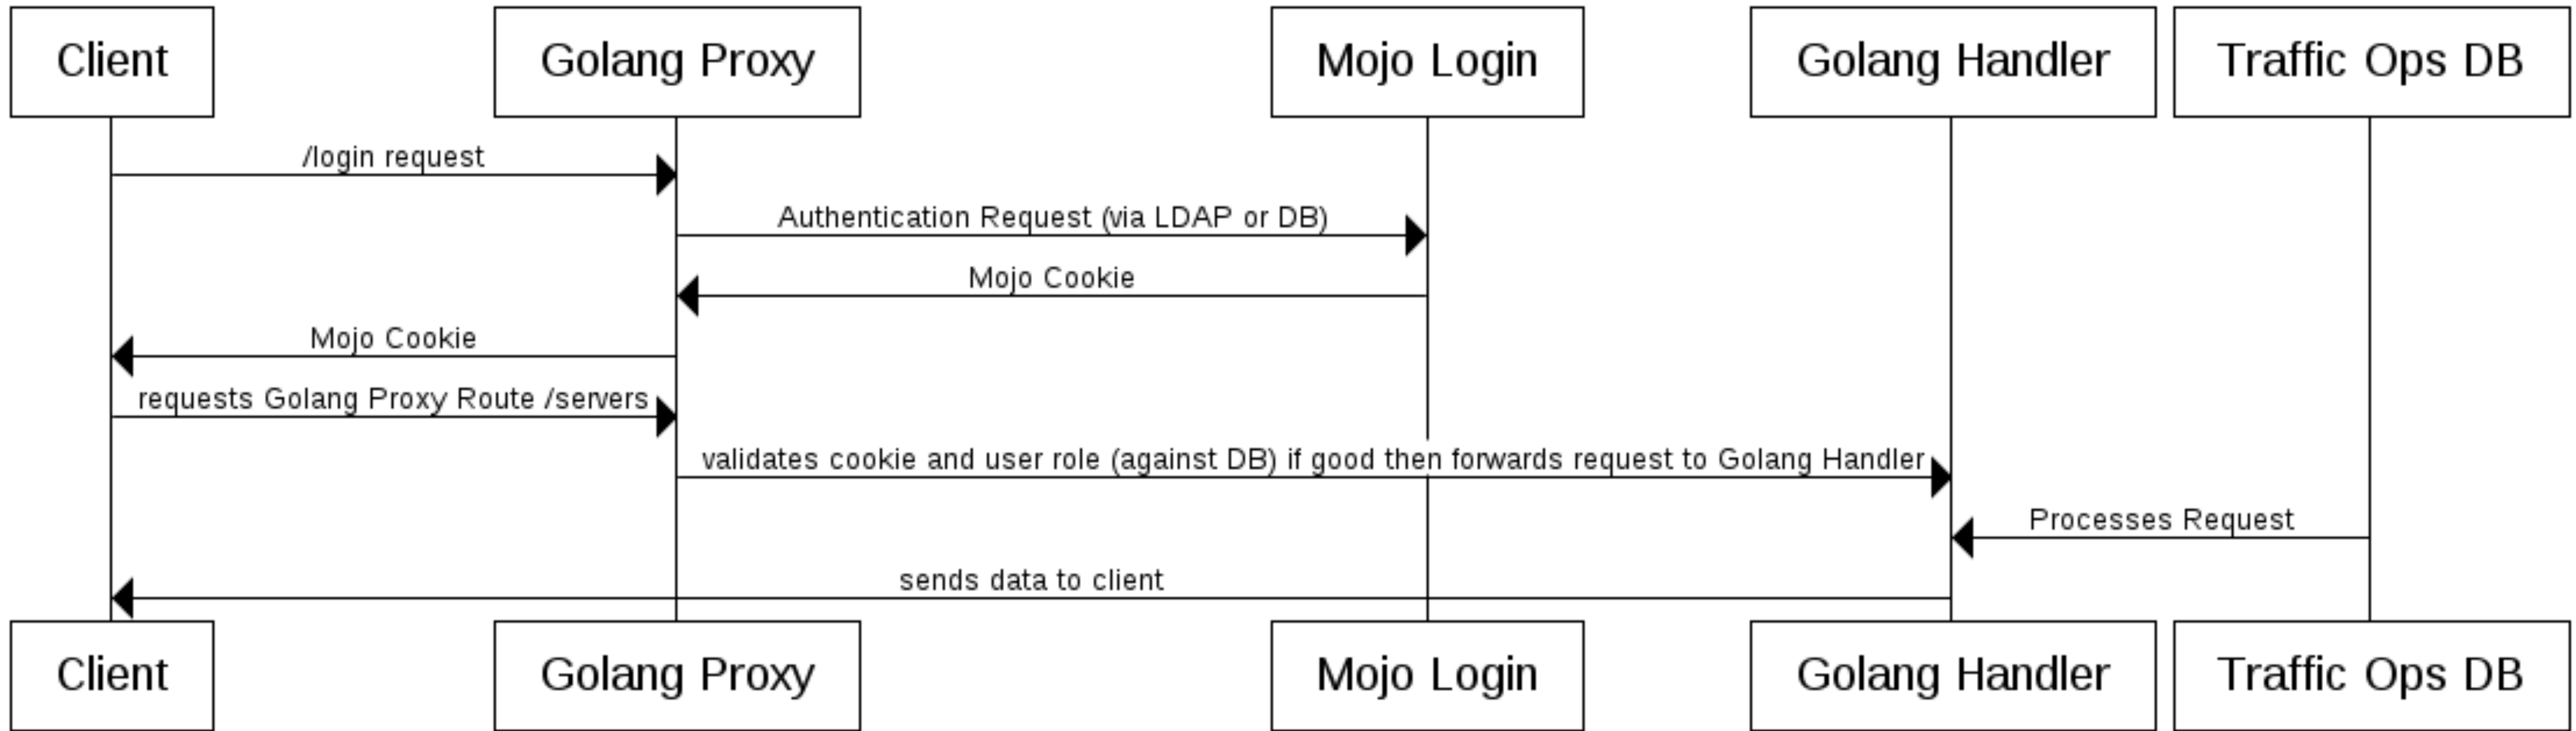 Client
Golang Proxy
Mojo Login
Golang Handler
Traffic Ops DB
/login request
Authentication Request (via LDAP or DB)
Mojo Cookie
Mojo Cookie
requests Golang Proxy Route /servers
validates cookie and user role (against DB) if good then forwards request to Golang Handler
Processes Request
sends data to client
Client
Golang Proxy
Mojo Login
Golang Handler
Traffic Ops DB